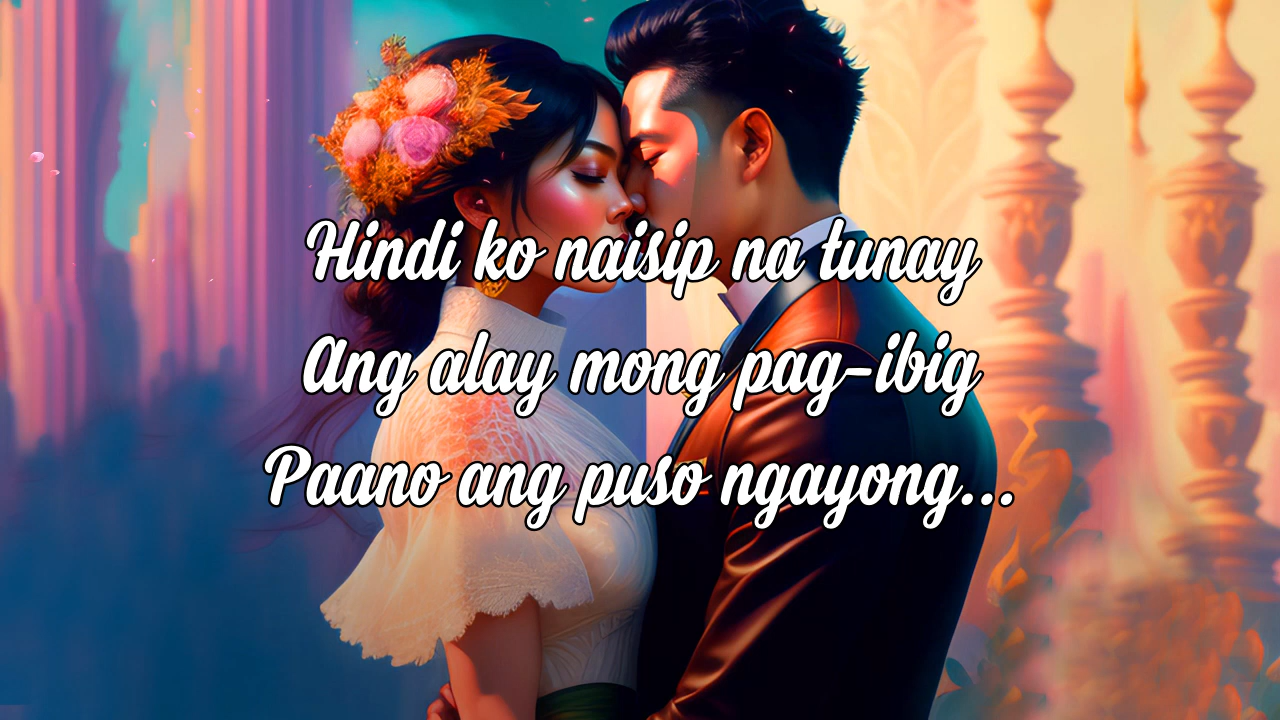 Hindi ko naisip na tunay
Ang alay mong pag-ibig
Paano ang puso ngayong...